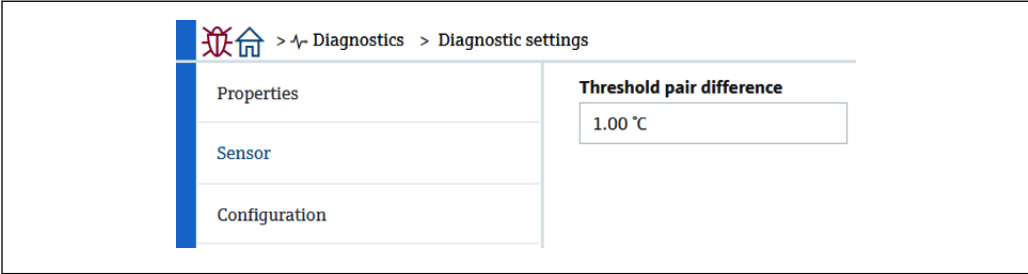 > Diagnostics > Diagnostic settings
Properties
Sensor
Configuration
Threshold pair difference
1.00 °C